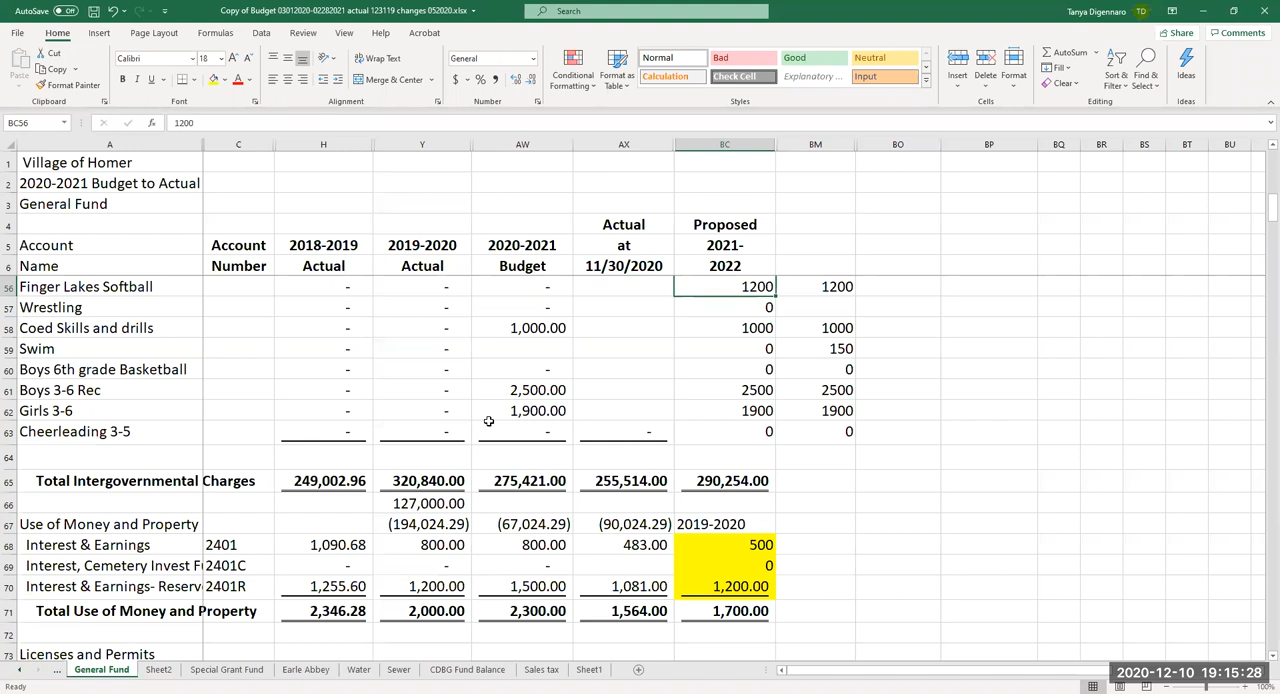 AutoSave Off Copy of Budget 03012020-02282021 actual 123119 changes 052020.xlsx Search Tanya Digennaro TD
File Home Insert Page Layout Formulas Data Review View Help Acrobat Share Comments
Paste Cut Copy Format Painter Clipboard
Calibri 18 B I U Font
Wrap Text Merge & Center Alignment
General $ % Number
Conditional Formatting Format as Table
Normal Bad Good Neutral
Calculation Check Cell Explanatory ... Input
Styles
Insert Delete Format Cells
AutoSum Fill Clear Sort & Filter Find & Select Editing
Ideas Ideas
BC56 fx 1200
A C H Y AW AX BC BM BO BP BQ BR BS BT BU
1 Village of Homer
2 2020-2021 Budget to Actual
3 General Fund
4 Actual Proposed
5 Account Account 2018-2019 2019-2020 2020-2021 at 2021-
6 Name Number Actual Actual Budget 11/30/2020 2022
56 Finger Lakes Softball - - - 1200 1200
57 Wrestling - - - 0
58 Coed Skills and drills - - 1,000.00 1000 1000
59 Swim - - 0 150
60 Boys 6th grade Basketball - - - 0 0
61 Boys 3-6 Rec - - 2,500.00 2500 2500
62 Girls 3-6 - - 1,900.00 1900 1900
63 Cheerleading 3-5 - - - - 0 0
64
65 Total Intergovernmental Charges 249,002.96 320,840.00 275,421.00 255,514.00 290,254.00
66 127,000.00
67 Use of Money and Property (194,024.29) (67,024.29) (90,024.29) 2019-2020
68 Interest & Earnings 2401 1,090.68 800.00 800.00 483.00 500
69 Interest, Cemetery Invest F 2401C - - - 0
70 Interest & Earnings- Reserv 2401R 1,255.60 1,200.00 1,500.00 1,081.00 1,200.00
71 Total Use of Money and Property 2,346.28 2,000.00 2,300.00 1,564.00 1,700.00
72
73 Licenses and Permits
... General Fund Sheet2 Special Grant Fund Earle Abbey Water Sewer CDBG Fund Balance Sales tax Sheet1
Ready 2020-12-10 19:15:28 100%